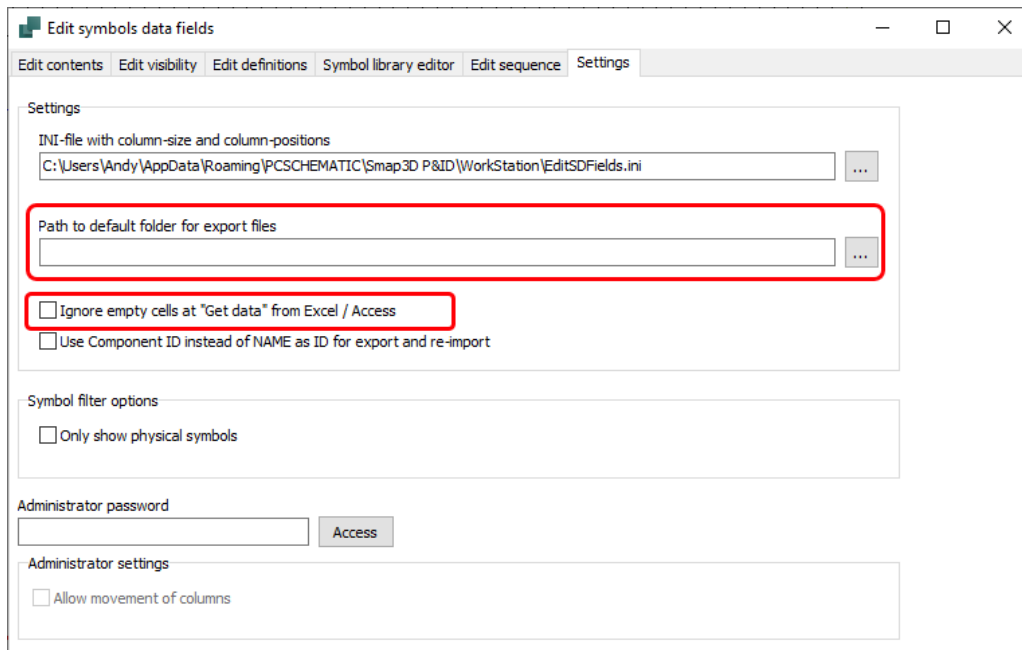 Edit symbols data fields
Edit contents Edit visibility Edit definitions Symbol library editor Edit sequence Settings
Settings
INI-file with column-size and column-positions
C:\Users\Andy\AppData\Roaming\PCSCHEMATIC\Smap3D P&ID\WorkStation\EditSDFields.ini ...
Path to default folder for export files
...
Ignore empty cells at "Get data" from Excel / Access
Use Component ID instead of NAME as ID for export and re-import
Symbol filter options
Only show physical symbols
Administrator password
Access
Administrator settings
Allow movement of columns